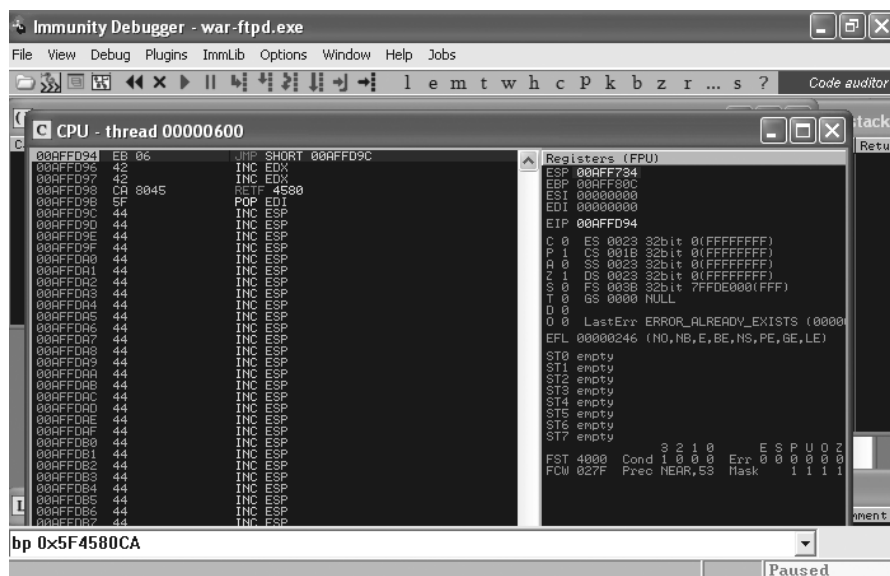 Immunity Debugger - war-ftpd.exe
File View Debug Plugins ImmLib Options Window Help Jobs
l e m t w h c P k b z r ... s ? Code auditor
C CPU - thread 00000600
stack
Retu
00AFFD94 EB 06 JMP SHORT 00AFFD9C
00AFFD96 42 INC EDX
00AFFD97 42 INC EDX
00AFFD98 CA 8045 RETF 4580
00AFFD9B 5F POP EDI
00AFFD9C 44 INC ESP
00AFFD9D 44 INC ESP
00AFFD9E 44 INC ESP
00AFFD9F 44 INC ESP
00AFFDA0 44 INC ESP
00AFFDA1 44 INC ESP
00AFFDA2 44 INC ESP
00AFFDA3 44 INC ESP
00AFFDA4 44 INC ESP
00AFFDA5 44 INC ESP
00AFFDA6 44 INC ESP
00AFFDA7 44 INC ESP
00AFFDA8 44 INC ESP
00AFFDA9 44 INC ESP
00AFFDAA 44 INC ESP
00AFFDAB 44 INC ESP
00AFFDAC 44 INC ESP
00AFFDAD 44 INC ESP
00AFFDAE 44 INC ESP
00AFFDAF 44 INC ESP
00AFFDB0 44 INC ESP
00AFFDB1 44 INC ESP
00AFFDB2 44 INC ESP
00AFFDB3 44 INC ESP
00AFFDB4 44 INC ESP
00AFFDB5 44 INC ESP
00AFFDB6 44 INC ESP
00AFFDB7 44 INC ESP
Registers (FPU)
ESP 00AFF734
EBP 00AFF80C
ESI 00000000
EDI 00000000
EIP 00AFFD94
C 0 ES 0023 32bit 0(FFFFFFFF)
P 1 CS 001B 32bit 0(FFFFFFFF)
A 0 SS 0023 32bit 0(FFFFFFFF)
Z 1 DS 0023 32bit 0(FFFFFFFF)
S 0 FS 003B 32bit 7FFDE000(FFF)
T 0 GS 0000 NULL
D 0
O 0 LastErr ERROR_ALREADY_EXISTS (0000
EFL 00000246 (NO,NB,E,BE,NS,PE,GE,LE)
ST0 empty
ST1 empty
ST2 empty
ST3 empty
ST4 empty
ST5 empty
ST6 empty
ST7 empty
3 2 1 0 E S P U O Z
FST 4000 Cond 1 0 0 0 Err 0 0 0 0 0 0
FCW 027F Prec NEAR,53 Mask 1 1 1 1
L
mment
bp 0x5F4580CA
Paused